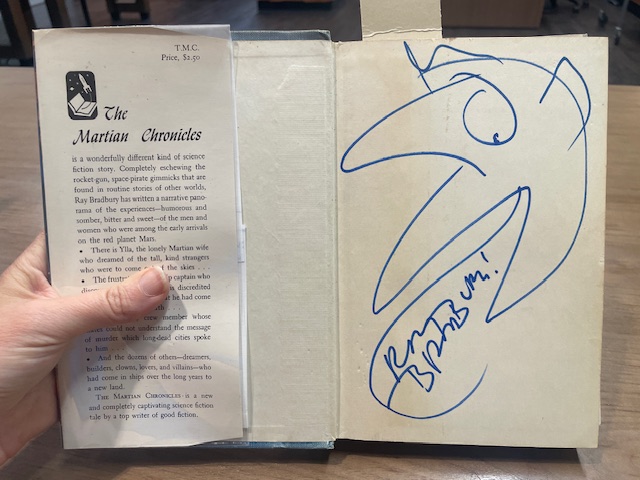 T.M.C.
Price, $2.50
The
Martian Chronicles
is a wonderfully different kind of science
fiction story. Completely eschewing the
rocket-gun, space-pirate gimmicks that are
found in routine stories of other worlds,
Ray Bradbury has written a narrative pano-
rama of the experiences—humorous and
somber, bitter and sweet—of the men and
women who were among the early arrivals
on the red planet Mars.
• There is Ylla, the lonely Martian wife
who dreamed of the tall, kind strangers
who were to come of the skies . . .
• The captain who
is discredited
he had come
member whose
could not understand the message
of murder which long-dead cities spoke
to him . . .
• And the dozens of others—dreamers,
builders, clowns, lovers, and villains—who
had come in ships over the long years to
a new land.
THE MARTIAN CHRONICLES is a new
and completely captivating science fiction
tale by a top writer of good fiction.
RAY
BRADBURY!